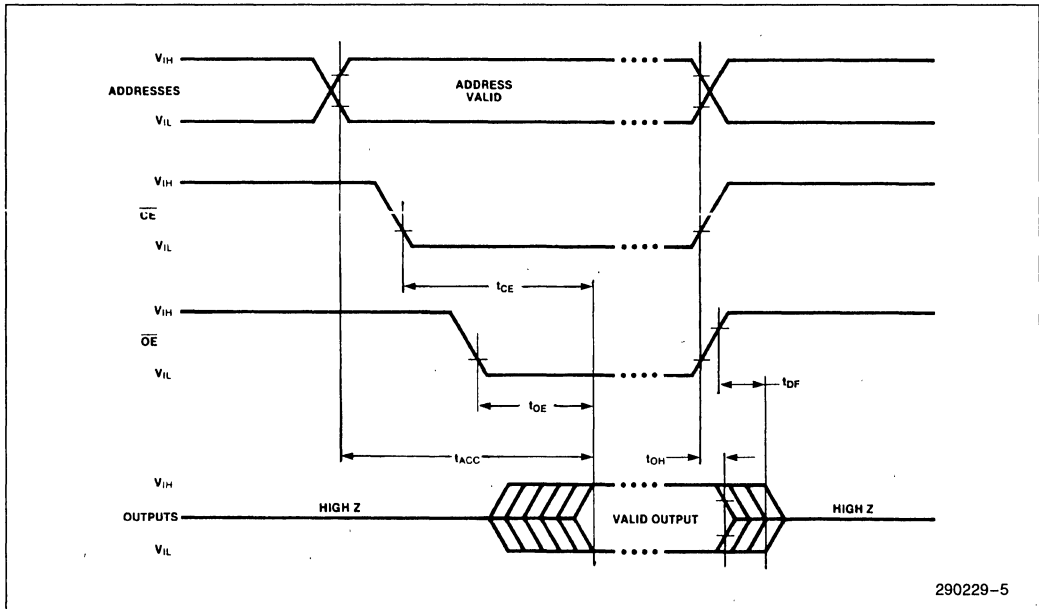 VIH
ADDRESSES
ADDRESS
VALID
VIL
VIH
CE
VIL
tCE
VIH
OE
VIL
tDF
tOE
tACC
tOH
VIH
OUTPUTS
HIGH Z
VALID OUTPUT
HIGH Z
VIL
290229–5